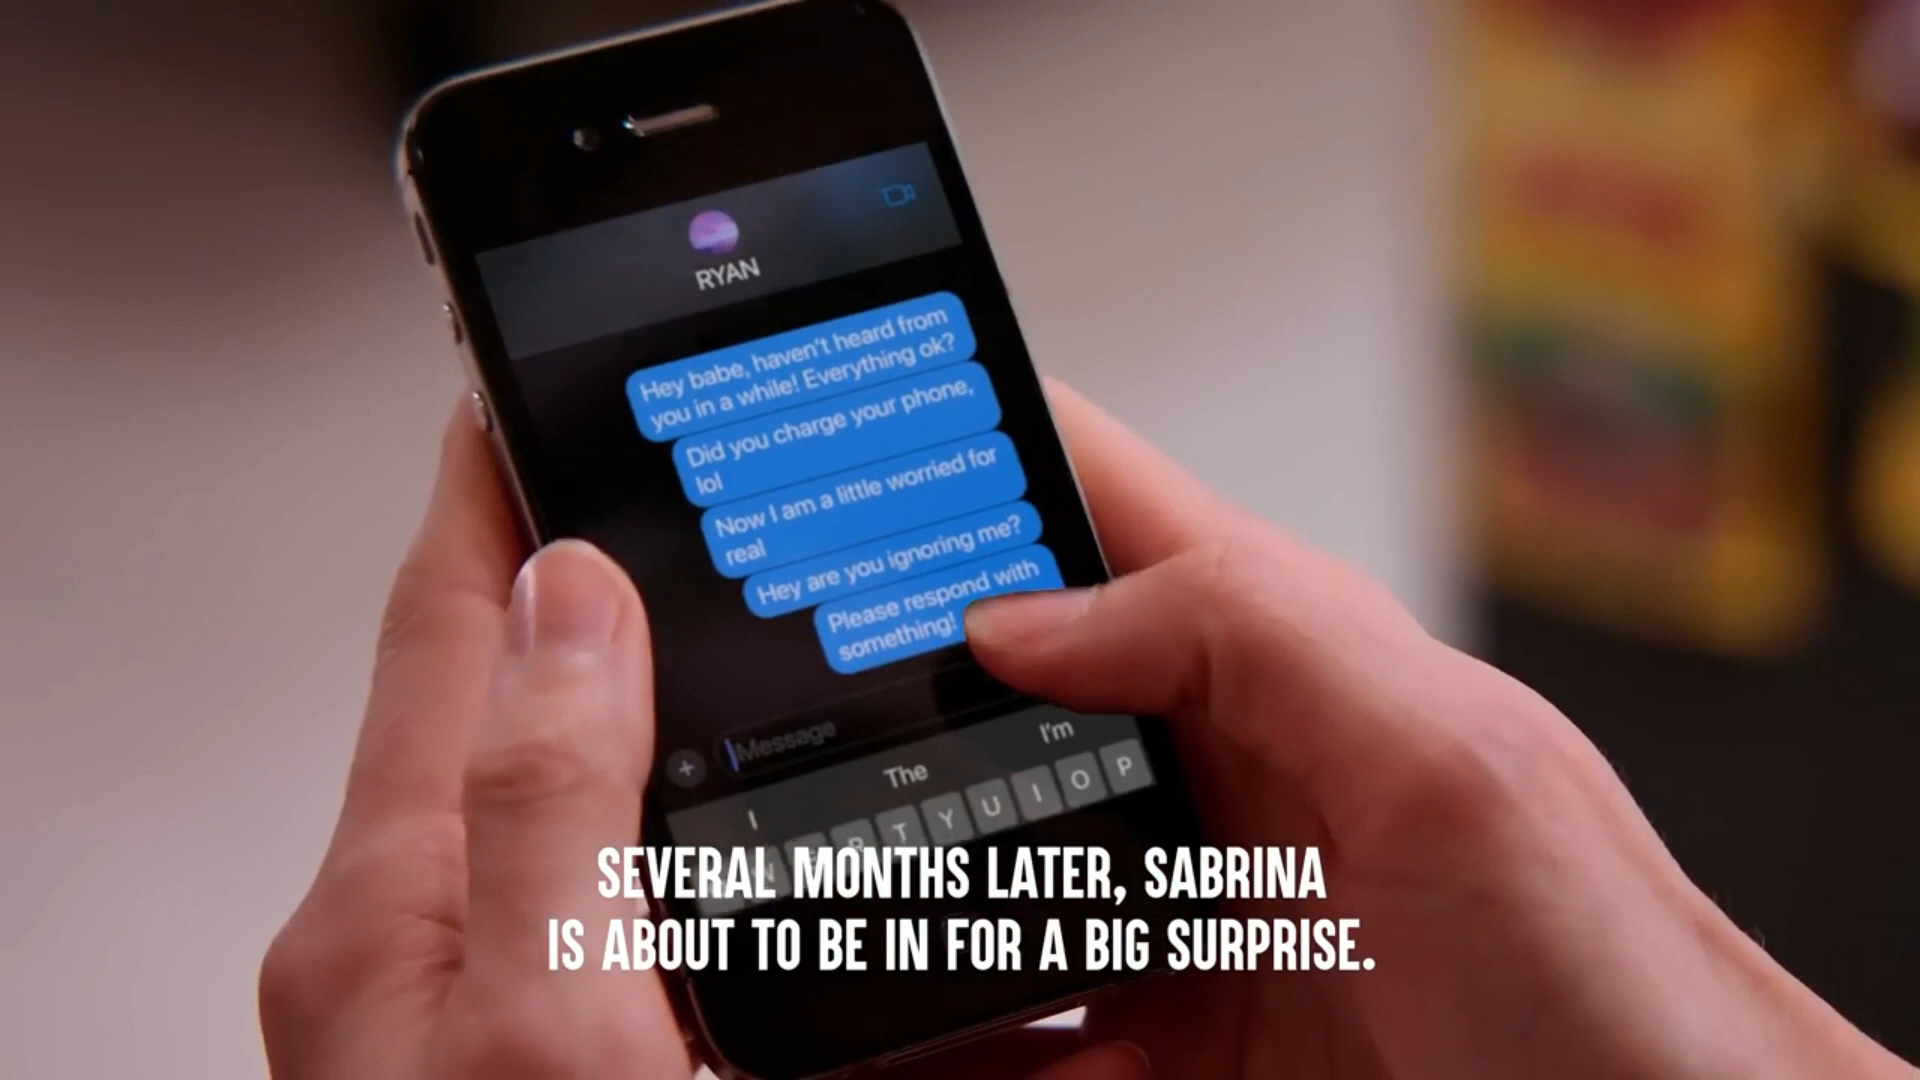 RYAN
Hey babe, haven't heard from
you in a while! Everything ok?
Did you charge your phone,
lol
Now I am a little worried for
real
Hey are you ignoring me?
Please respond with
something!
Message
I The I'm
R T Y U I O P
SEVERAL MONTHS LATER, SABRINA
IS ABOUT TO BE IN FOR A BIG SURPRISE.